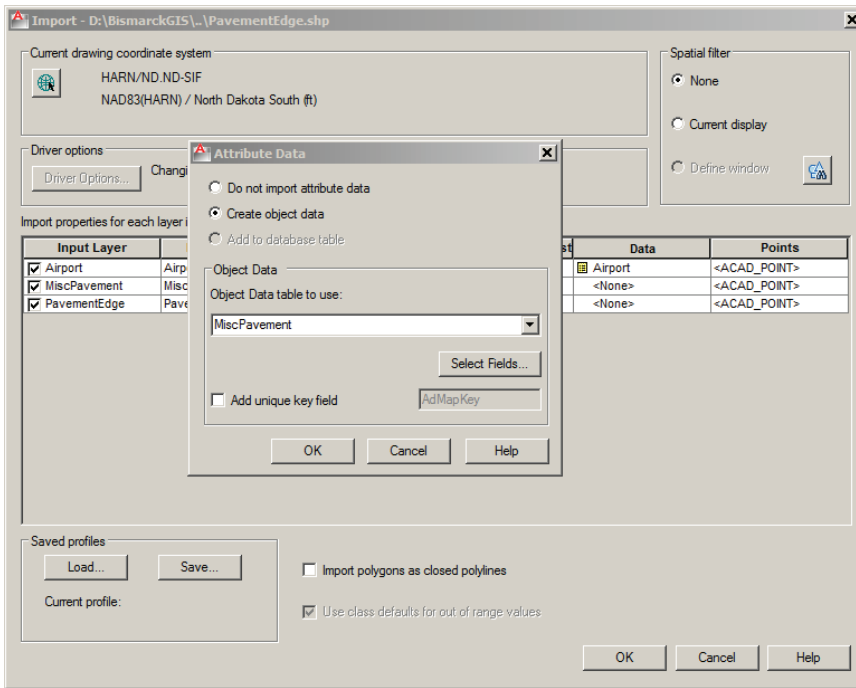 Import - D:\BismarckGIS\..\PavementEdge.shp
Current drawing coordinate system
HARN/ND.ND-SIF
NAD83(HARN) / North Dakota South (ft)
Spatial filter
None
Current display
Define window
Driver options
Driver Options...
Changi
Import properties for each layer i
Input Layer
st
Data
Points
Airport
Airp
Airport
<ACAD_POINT>
MiscPavement
Misc
<None>
<ACAD_POINT>
PavementEdge
Pave
<None>
<ACAD_POINT>
Attribute Data
Do not import attribute data
Create object data
Add to database table
Object Data
Object Data table to use:
MiscPavement
Select Fields...
Add unique key field
AdMapKey
OK
Cancel
Help
Saved profiles
Load...
Save...
Current profile:
Import polygons as closed polylines
Use class defaults for out of range values
OK
Cancel
Help